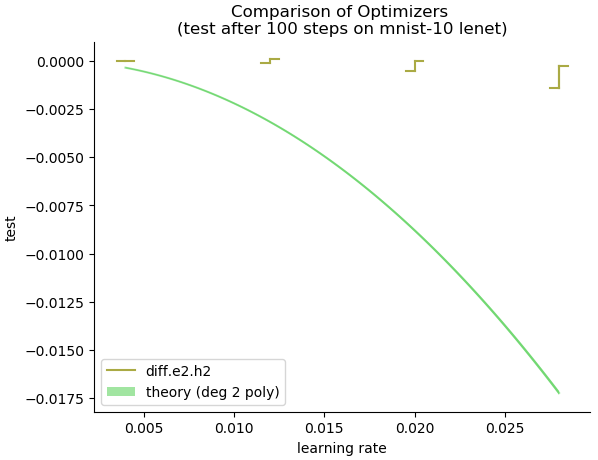 Comparison of Optimizers
(test after 100 steps on mnist-10 lenet)
0.0000
−0.0025
−0.0050
−0.0075
−0.0100
−0.0125
−0.0150
−0.0175
test
diff.e2.h2
theory (deg 2 poly)
0.005
0.010
0.015
0.020
0.025
learning rate